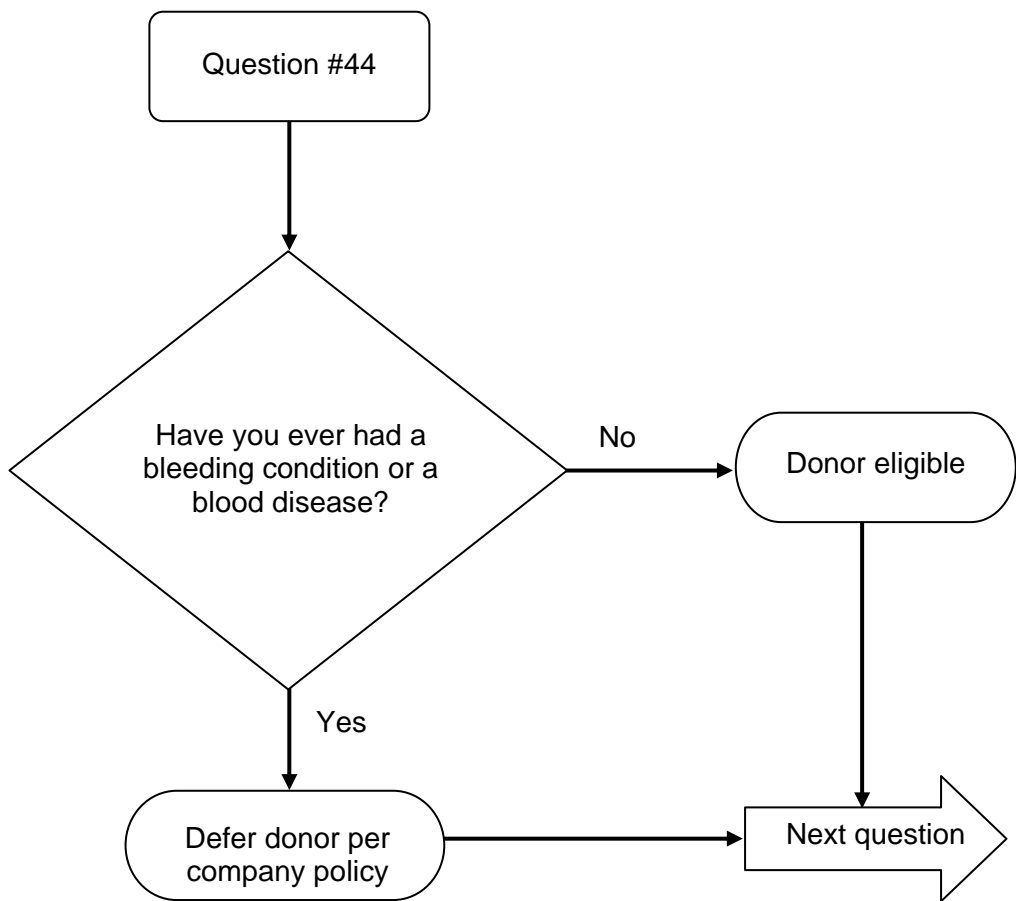 Question #44
Have you ever had a
bleeding condition or a
blood disease?
No
Donor eligible
Yes
Defer donor per
company policy
Next question